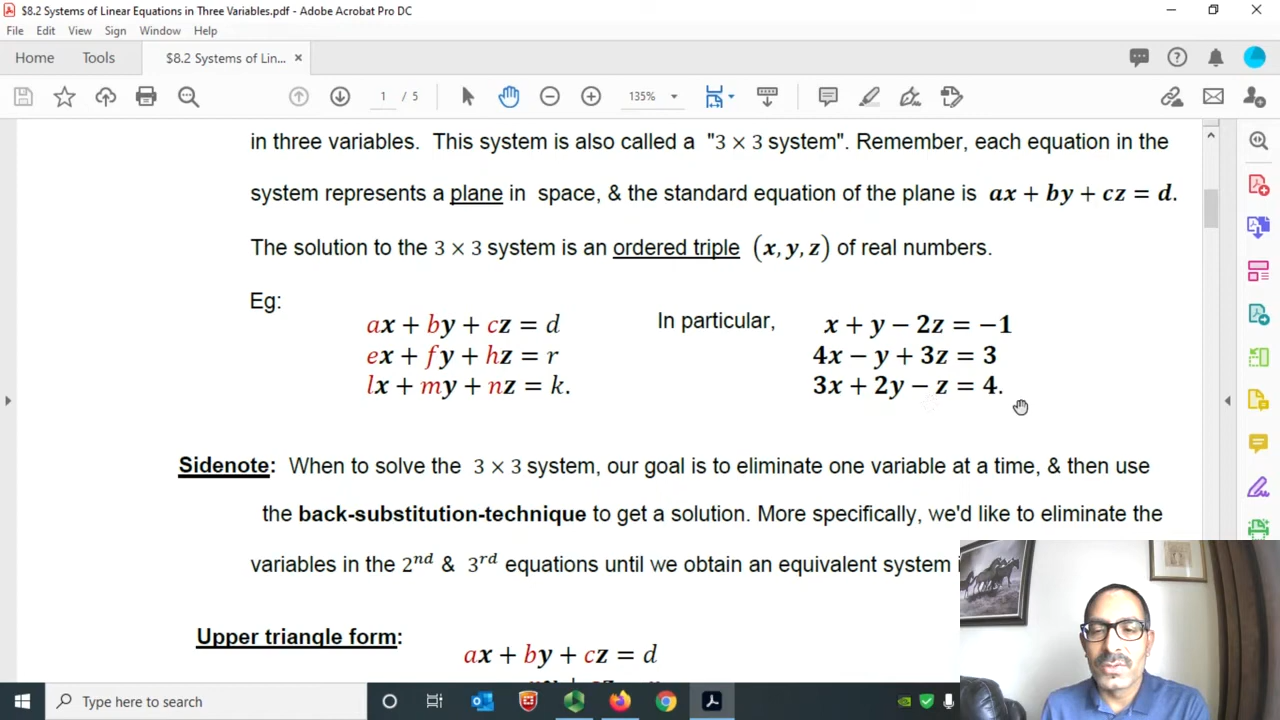 $8.2 Systems of Linear Equations in Three Variables.pdf - Adobe Acrobat Pro DC
File Edit View Sign Window Help
Home Tools $8.2 Systems of Lin... ×
1 / 5 135%
in three variables. This system is also called a "3 × 3 system". Remember, each equation in the
system represents a plane in space, & the standard equation of the plane is ax + by + cz = d.
The solution to the 3 × 3 system is an ordered triple (x, y, z) of real numbers.
Eg:
ax + by + cz = d
ex + fy + hz = r
lx + my + nz = k.
In particular,
x + y − 2z = −1
4x − y + 3z = 3
3x + 2y − z = 4.
Sidenote: When to solve the 3 × 3 system, our goal is to eliminate one variable at a time, & then use
the back-substitution-technique to get a solution. More specifically, we'd like to eliminate the
variables in the 2nd & 3rd equations until we obtain an equivalent system
Upper triangle form:
ax + by + cz = d
Type here to search